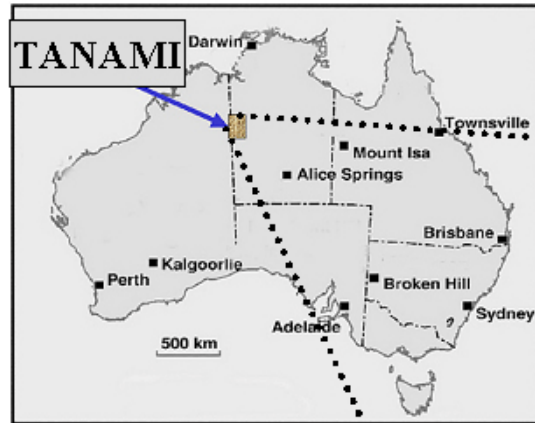 TANAMI
Darwin
Townsville
Mount Isa
Alice Springs
Brisbane
Kalgoorlie
Perth
Broken Hill
Sydney
Adelaide
500 km